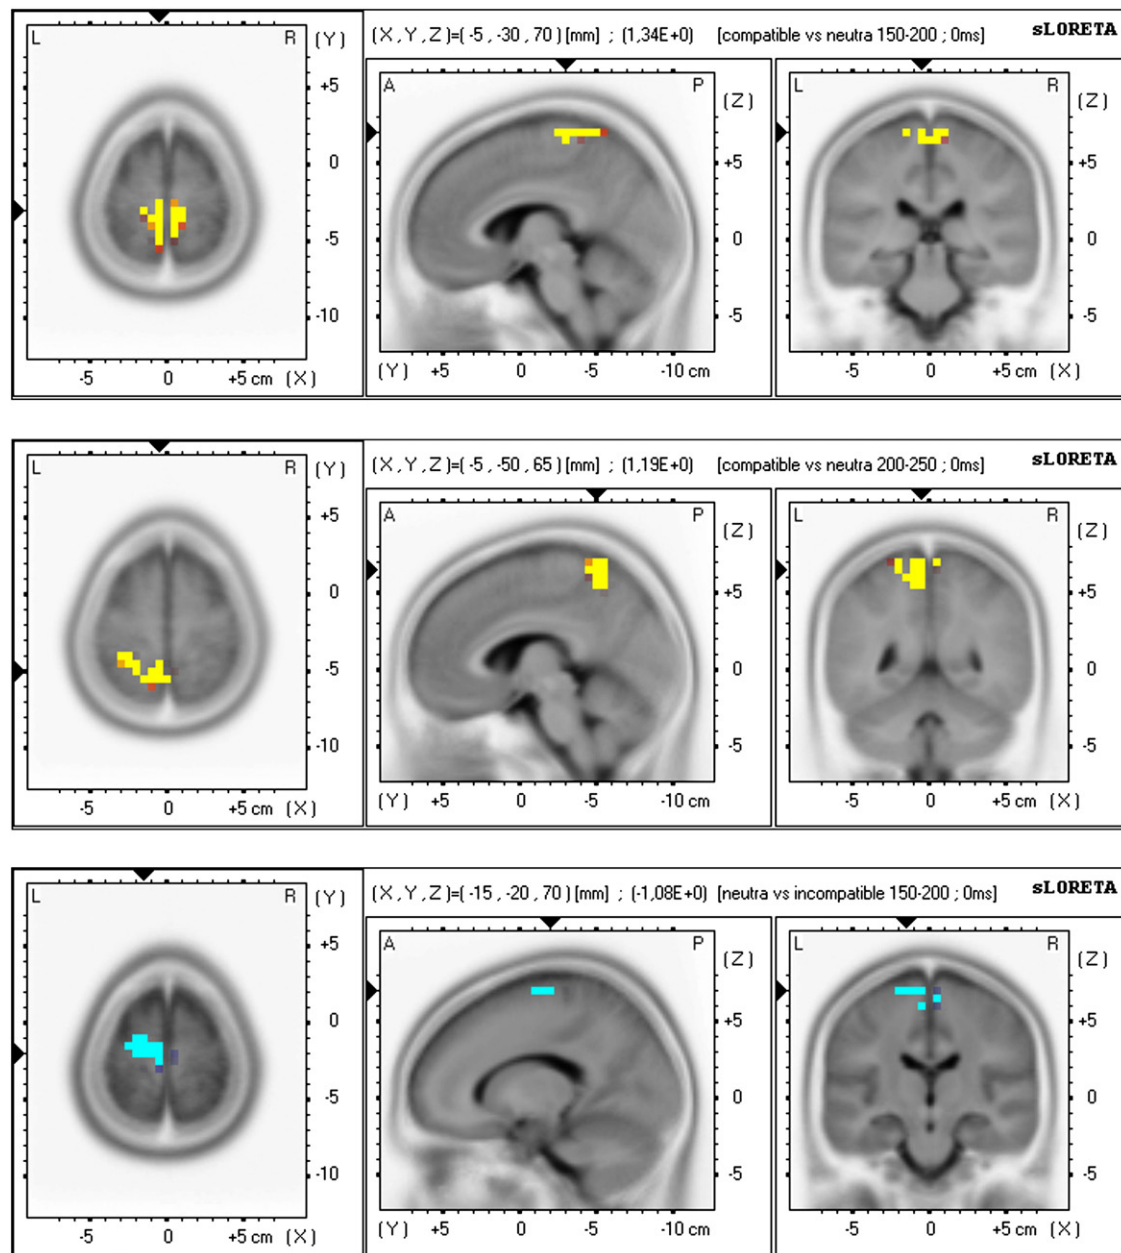 (X, Y, Z)=( -5 , -30 , 70 ) [mm] ; (1,34E+0) [compatible vs neutra 150-200 ; 0ms] sLORETA
L R (Y) A P (Z) L R (Z)
+5
0 +5 +5
-5 0 0
-10 -5 -5
-5 0 +5 cm (X) (Y) +5 0 -5 -10 cm -5 0 +5 cm (X)
(X, Y, Z)=( -5 , -50 , 65 ) [mm] ; (1,19E+0) [compatible vs neutra 200-250 ; 0ms] sLORETA
L R (Y) A P (Z) L R (Z)
+5
0 +5 +5
-5 0 0
-10 -5 -5
-5 0 +5 cm (X) (Y) +5 0 -5 -10 cm -5 0 +5 cm (X)
(X, Y, Z)=( -15 , -20 , 70 ) [mm] ; (-1,08E+0) [neutra vs incompatible 150-200 ; 0ms] sLORETA
L R (Y) A P (Z) L R (Z)
+5
0 +5 +5
-5 0 0
-10 -5 -5
-5 0 +5 cm (X) (Y) +5 0 -5 -10 cm -5 0 +5 cm (X)